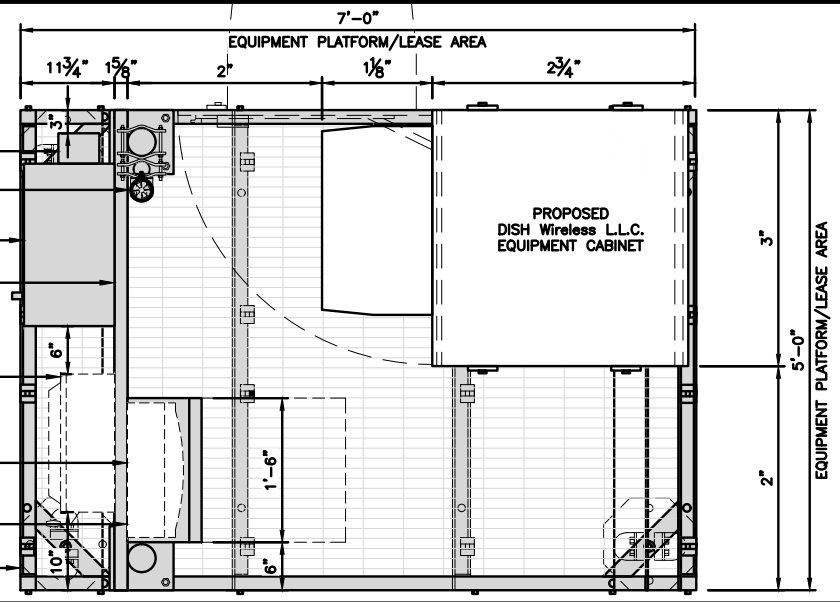 7'-0"
EQUIPMENT PLATFORM/LEASE AREA
11¾" 1⅝" 2" 1⅛" 2¾"
3"
PROPOSED
DISH Wireless L.L.C.
EQUIPMENT CABINET
3"
5'-0"
EQUIPMENT PLATFORM/LEASE AREA
6"
1'-6"
2"
10"
6"